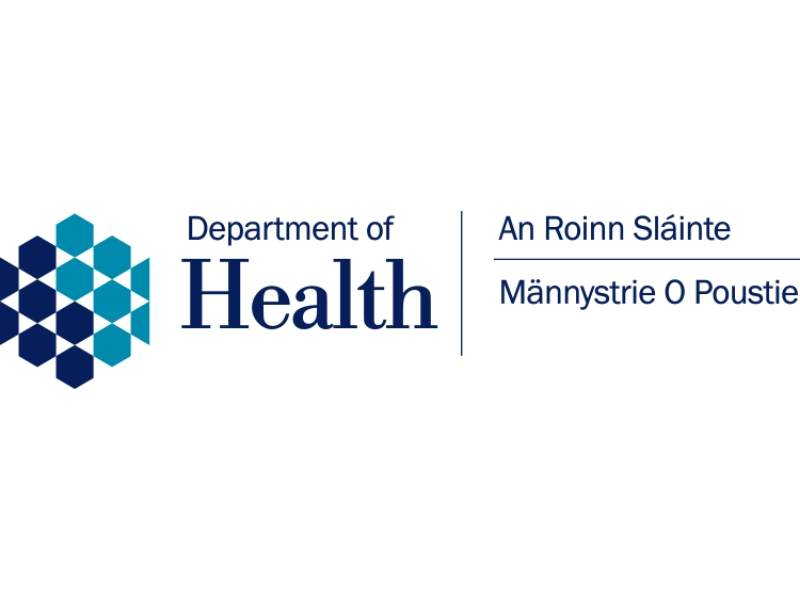 Department of
Health
An Roinn Sláinte
Männystrie O Poustie